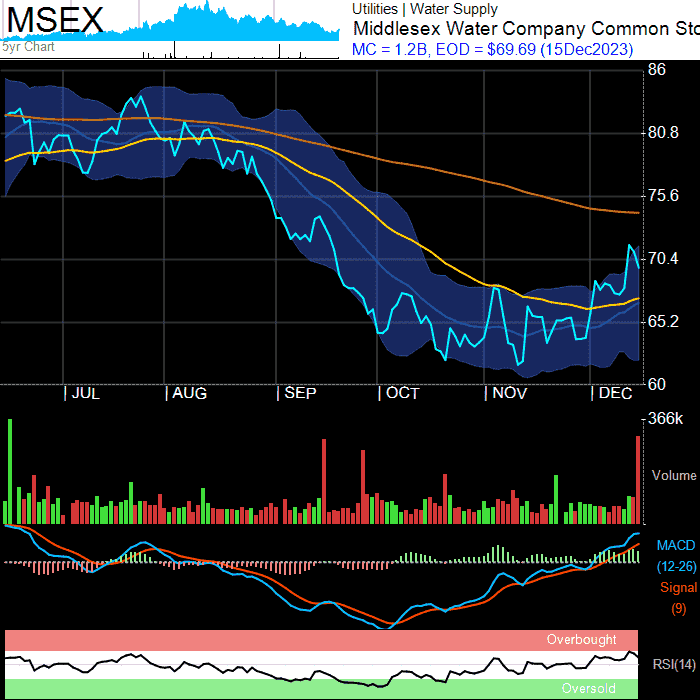 MSEX
5yr Chart
Utilities | Water Supply
Middlesex Water Company Common Sto
MC = 1.2B, EOD = $69.69 (15Dec2023)
86
80.8
75.6
70.4
65.2
60
| JUL | AUG | SEP | OCT | NOV | DEC
366k
Volume
MACD
(12-26)
Signal
(9)
Overbought
RSI(14)
Oversold